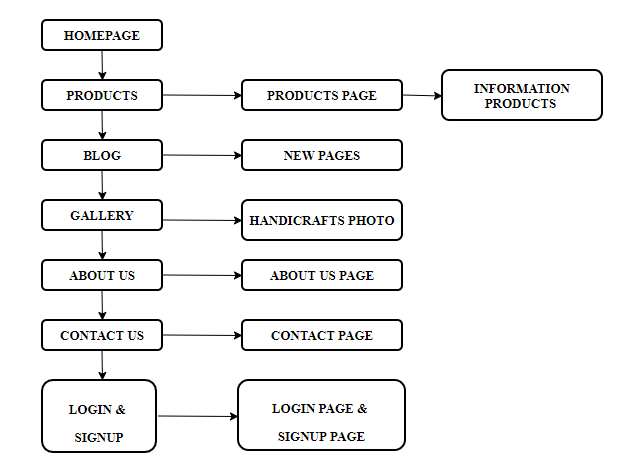 HOMEPAGE
PRODUCTS
PRODUCTS PAGE
INFORMATION
PRODUCTS
BLOG
NEW PAGES
GALLERY
HANDICRAFTS PHOTO
ABOUT US
ABOUT US PAGE
CONTACT US
CONTACT PAGE
LOGIN &
SIGNUP
LOGIN PAGE &
SIGNUP PAGE